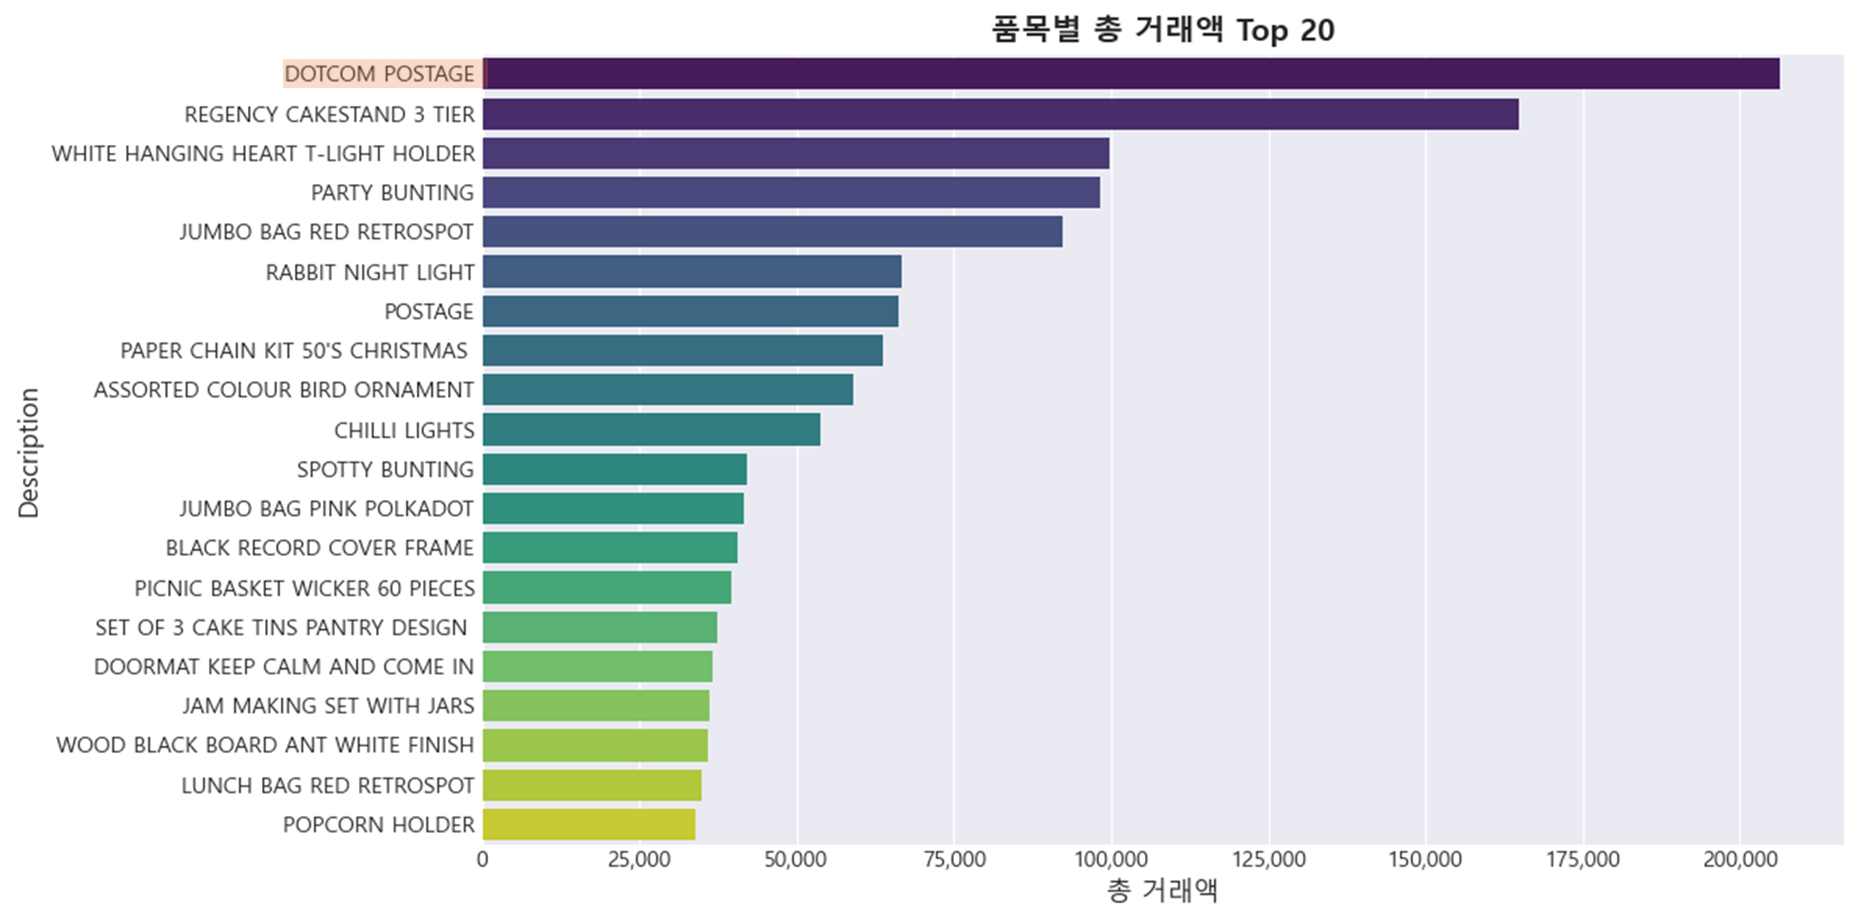 품목별 총 거래액 Top 20
DOTCOM POSTAGE
REGENCY CAKESTAND 3 TIER
WHITE HANGING HEART T-LIGHT HOLDER
PARTY BUNTING
JUMBO BAG RED RETROSPOT
RABBIT NIGHT LIGHT
POSTAGE
PAPER CHAIN KIT 50'S CHRISTMAS
ASSORTED COLOUR BIRD ORNAMENT
CHILLI LIGHTS
SPOTTY BUNTING
JUMBO BAG PINK POLKADOT
BLACK RECORD COVER FRAME
PICNIC BASKET WICKER 60 PIECES
SET OF 3 CAKE TINS PANTRY DESIGN
DOORMAT KEEP CALM AND COME IN
JAM MAKING SET WITH JARS
WOOD BLACK BOARD ANT WHITE FINISH
LUNCH BAG RED RETROSPOT
POPCORN HOLDER
Description
0 25,000 50,000 75,000 100,000 125,000 150,000 175,000 200,000
총 거래액